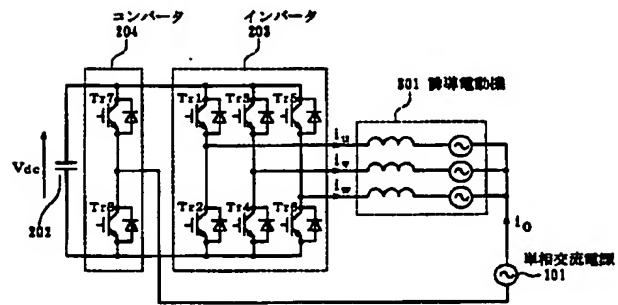 コンバータ
204
インバータ
203
Tr7
Tr1
Tr3
Tr5
301 誘導電動機
iu
iv
iw
Vdc
202
Tr8
Tr2
Tr4
Tr6
i0
単相交流電源
101